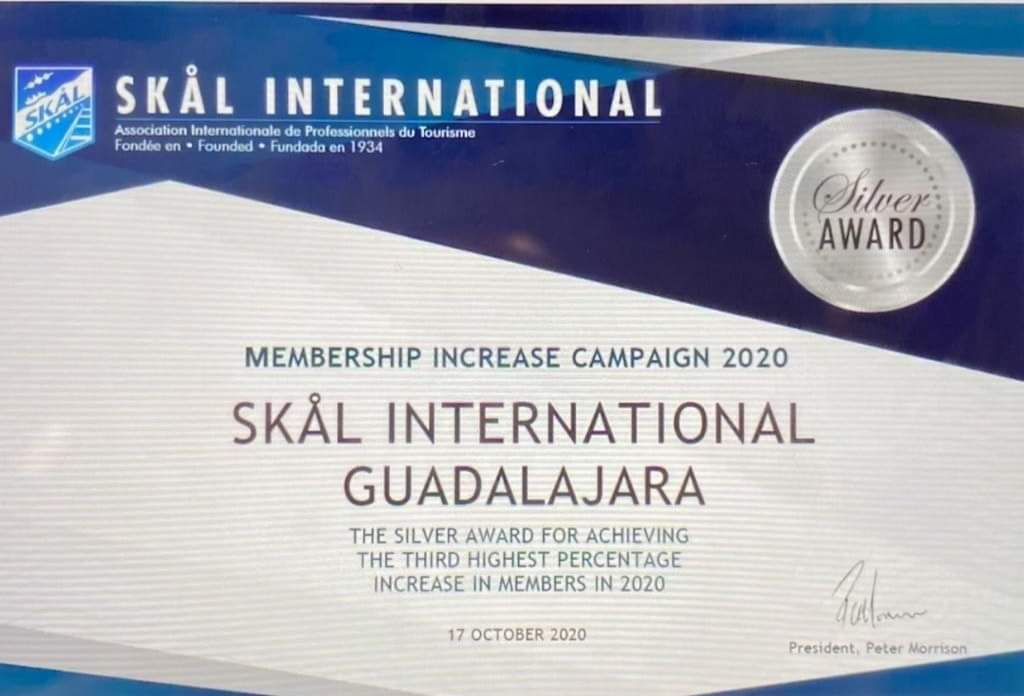 SKÅL
SKÅL INTERNATIONAL
Association Internationale de Professionnels du Tourisme
Fondée en • Founded • Fundada en 1934
Silver
AWARD
MEMBERSHIP INCREASE CAMPAIGN 2020
SKÅL INTERNATIONAL
GUADALAJARA
THE SILVER AWARD FOR ACHIEVING
THE THIRD HIGHEST PERCENTAGE
INCREASE IN MEMBERS IN 2020
17 OCTOBER 2020
President, Peter Morrison